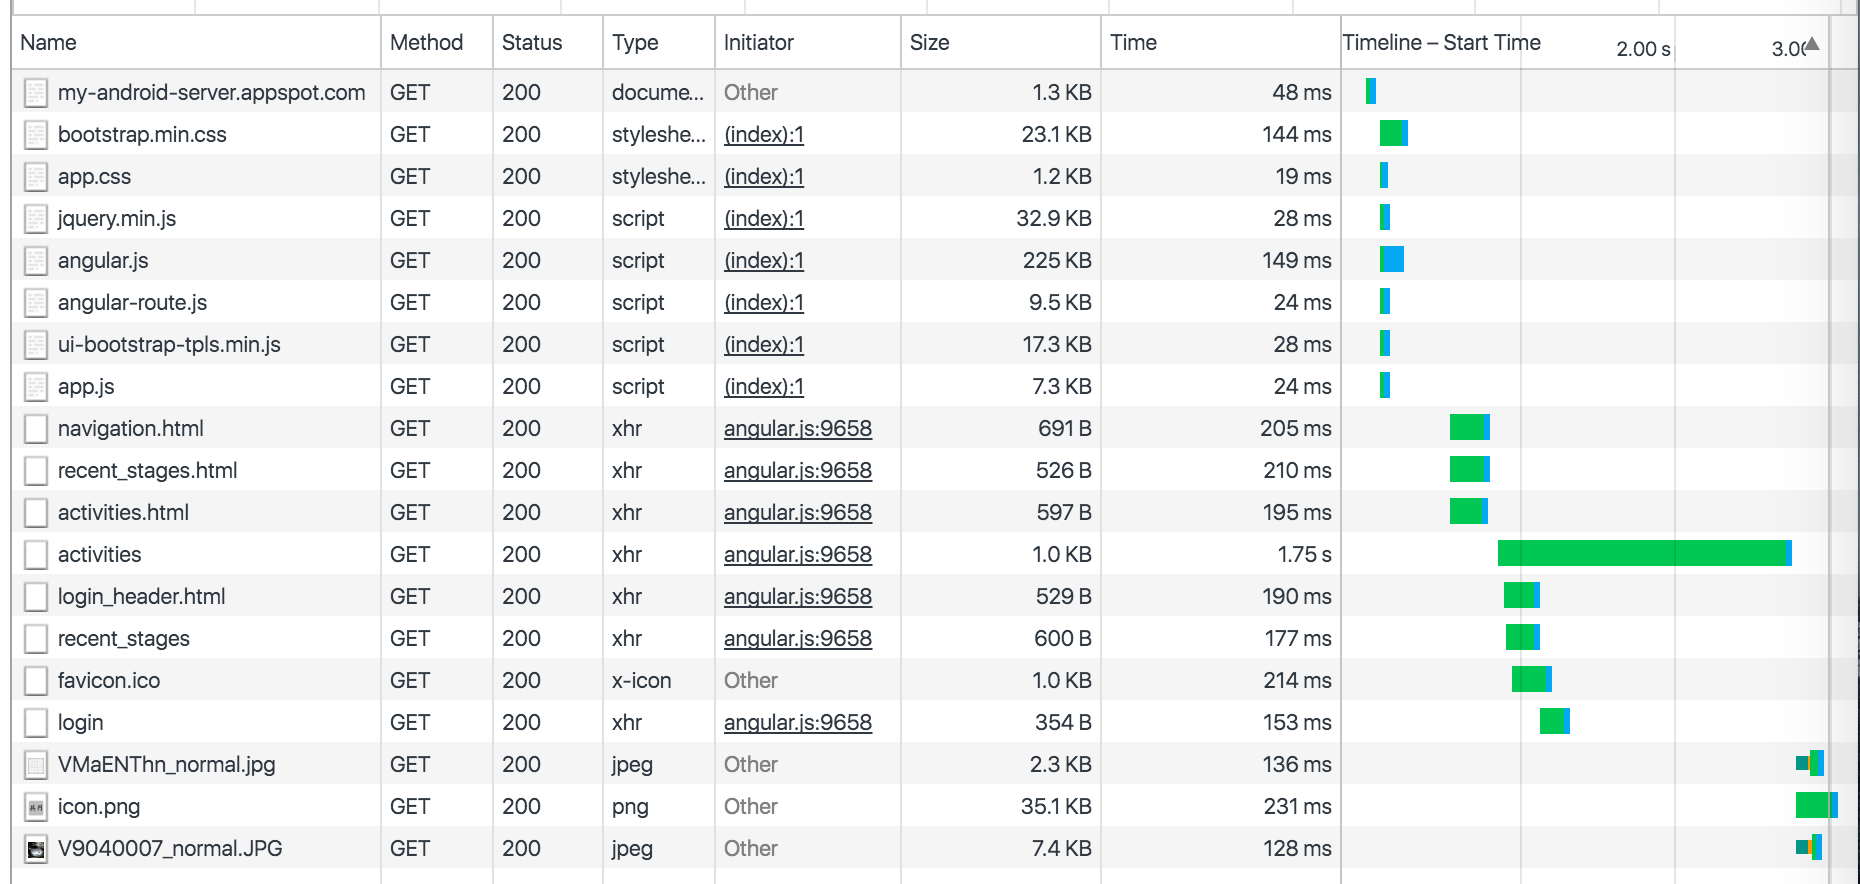 Name Method Status Type Initiator Size Time Timeline – Start Time 2.00 s 3.00
my-android-server.appspot.com GET 200 docume... Other 1.3 KB 48 ms
bootstrap.min.css GET 200 styleshe... (index):1 23.1 KB 144 ms
app.css GET 200 styleshe... (index):1 1.2 KB 19 ms
jquery.min.js GET 200 script (index):1 32.9 KB 28 ms
angular.js GET 200 script (index):1 225 KB 149 ms
angular-route.js GET 200 script (index):1 9.5 KB 24 ms
ui-bootstrap-tpls.min.js GET 200 script (index):1 17.3 KB 28 ms
app.js GET 200 script (index):1 7.3 KB 24 ms
navigation.html GET 200 xhr angular.js:9658 691 B 205 ms
recent_stages.html GET 200 xhr angular.js:9658 526 B 210 ms
activities.html GET 200 xhr angular.js:9658 597 B 195 ms
activities GET 200 xhr angular.js:9658 1.0 KB 1.75 s
login_header.html GET 200 xhr angular.js:9658 529 B 190 ms
recent_stages GET 200 xhr angular.js:9658 600 B 177 ms
favicon.ico GET 200 x-icon Other 1.0 KB 214 ms
login GET 200 xhr angular.js:9658 354 B 153 ms
VMaENThn_normal.jpg GET 200 jpeg Other 2.3 KB 136 ms
icon.png GET 200 png Other 35.1 KB 231 ms
V9040007_normal.JPG GET 200 jpeg Other 7.4 KB 128 ms